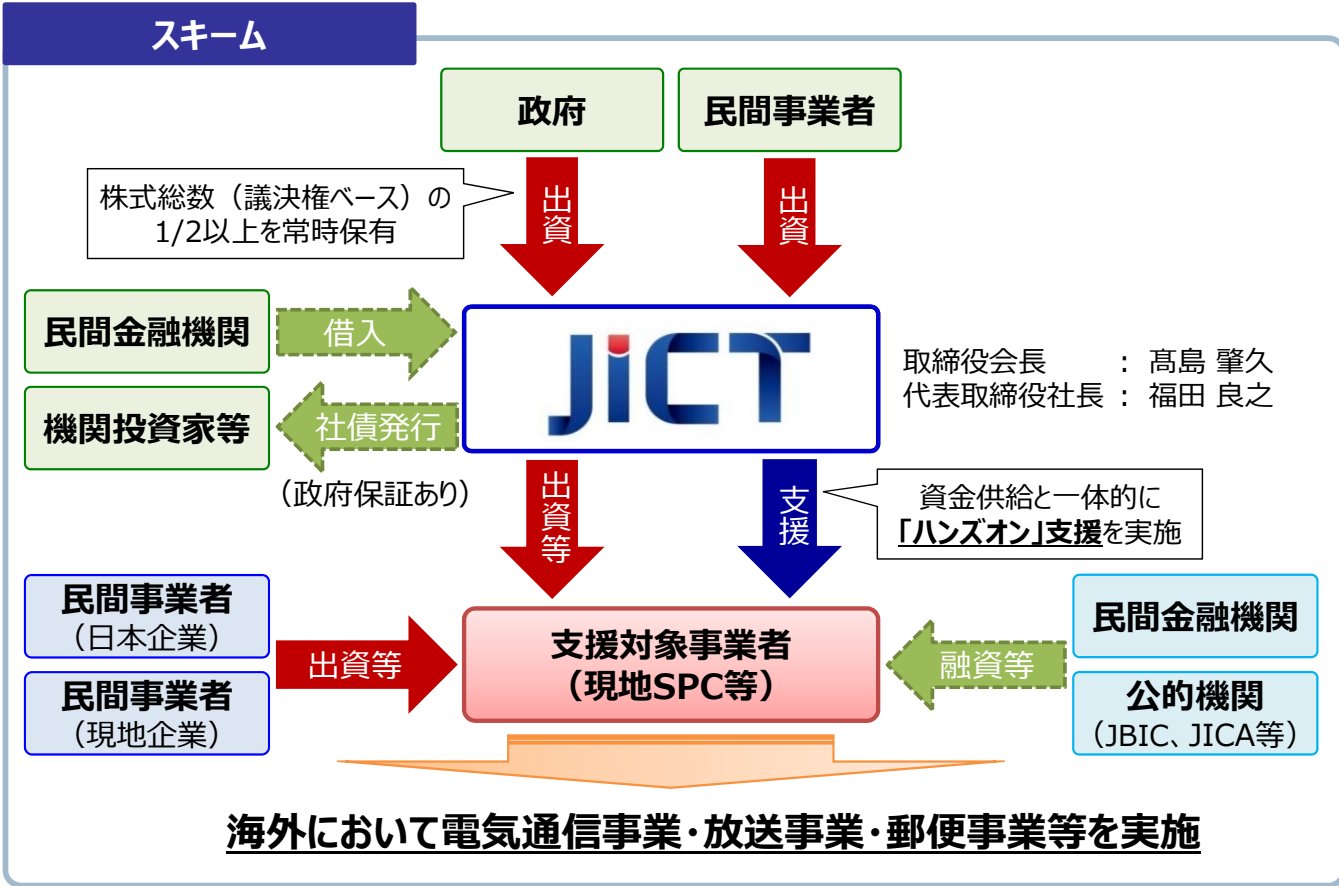 スキーム
政府
民間事業者
株式総数（議決権ベース）の
1/2以上を常時保有
出資
出資
民間金融機関
借入
機関投資家等
社債発行
（政府保証あり）
JICT
取締役会長　　　： 髙島 肇久
代表取締役社長 ： 福田 良之
出資等
支援
資金供給と一体的に
「ハンズオン」支援を実施
民間事業者
（日本企業）
民間事業者
（現地企業）
出資等
支援対象事業者
（現地SPC等）
融資等
民間金融機関
公的機関
（JBIC、JICA等）
海外において電気通信事業・放送事業・郵便事業等を実施